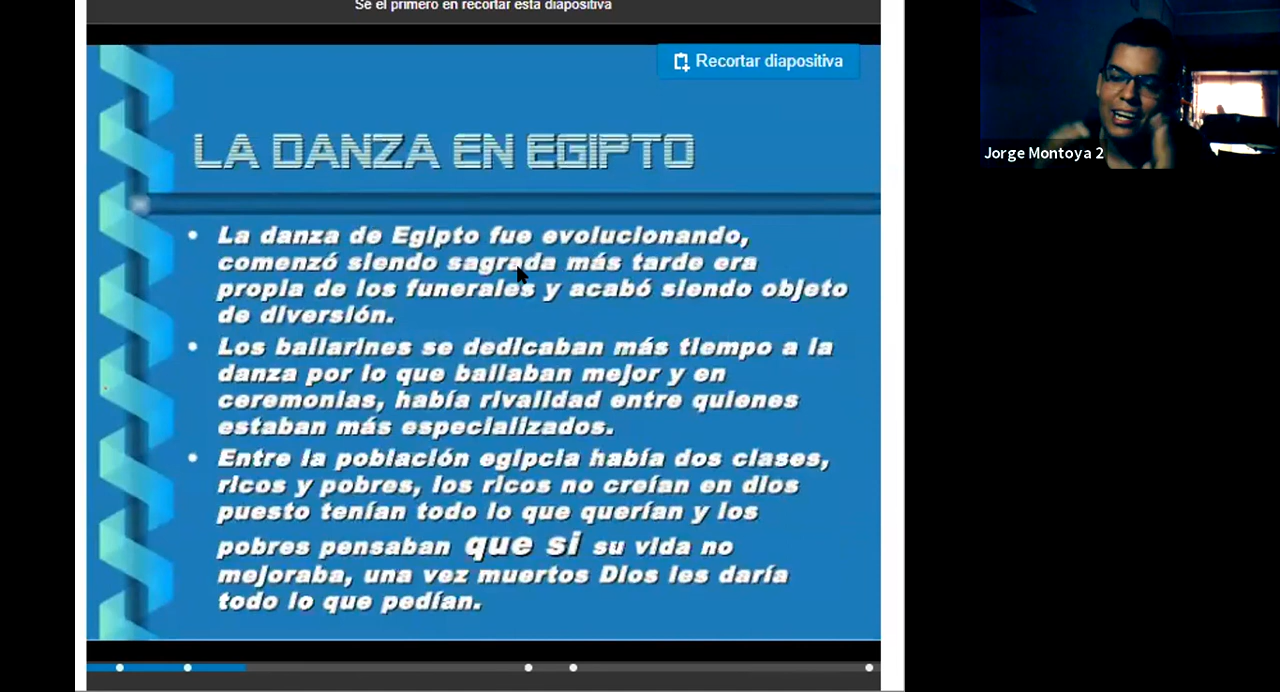 Sé el primero en recortar esta diapositiva
Recortar diapositiva
LA DANZA EN EGIPTO
• La danza de Egipto fue evolucionando,
comenzó siendo sagrada más tarde era
propia de los funerales y acabó siendo objeto
de diversión.
• Los bailarines se dedicaban más tiempo a la
danza por lo que bailaban mejor y en
ceremonias, había rivalidad entre quienes
estaban más especializados.
• Entre la población egipcia había dos clases,
ricos y pobres, los ricos no creían en dios
puesto tenían todo lo que querían y los
pobres pensaban que si su vida no
mejoraba, una vez muertos Dios les daría
todo lo que pedían.
Jorge Montoya 2